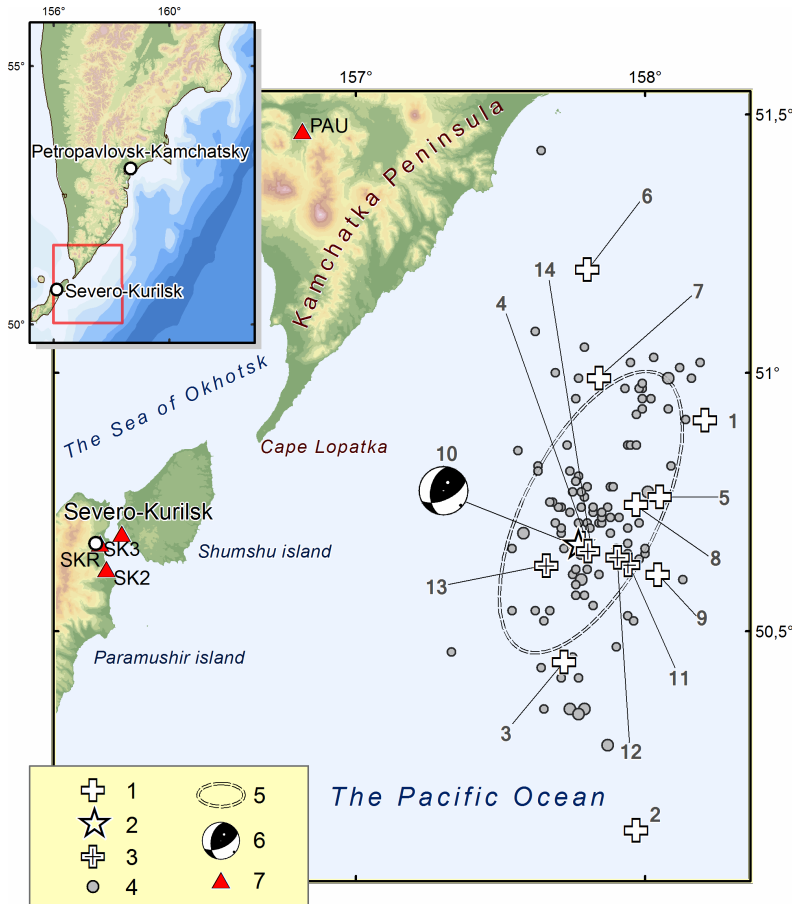 156°
160°
55°
Petropavlovsk-Kamchatsky
Severo-Kurilsk
50°
157°
158°
51,5°
PAU
Kamchatka Peninsula
6
14
4
7
51°
The Sea of Okhotsk
1
Cape Lopatka
10
5
Severo-Kurilsk
SK3
SKR
SK2
Shumshu island
8
13
9
50,5°
Paramushir island
11
3
12
The Pacific Ocean
2
1
2
3
4
5
6
7